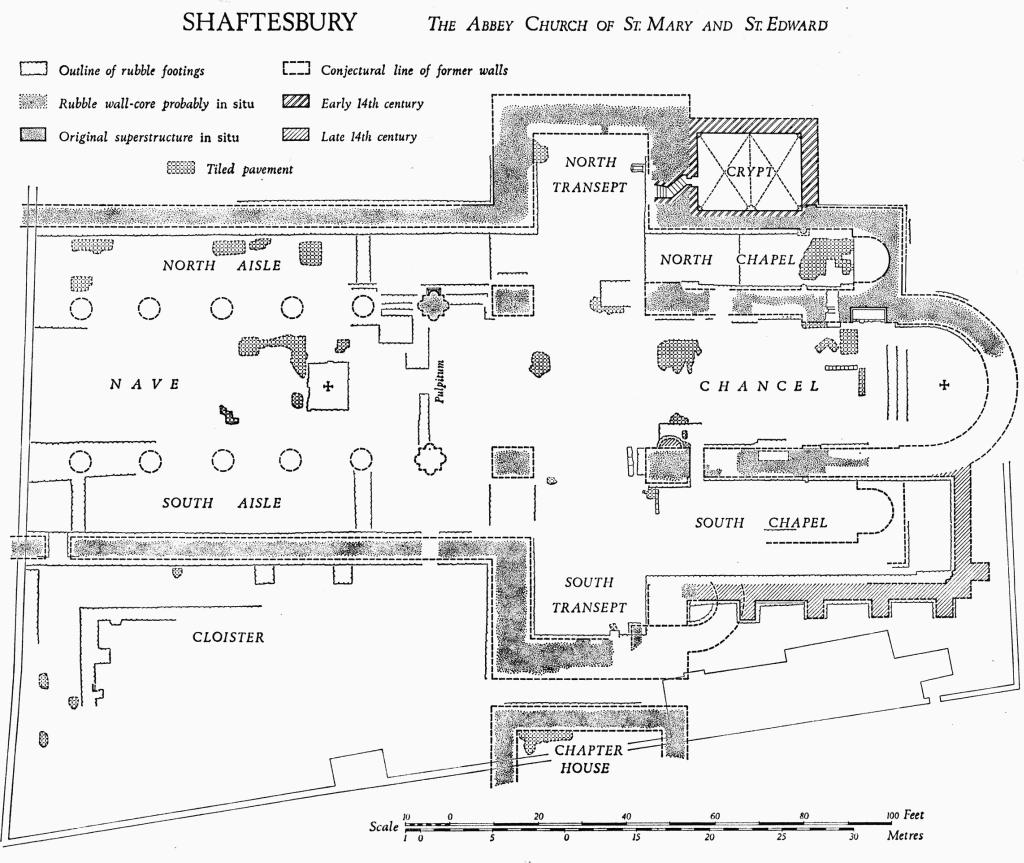 SHAFTESBURY THE ABBEY CHURCH OF ST. MARY AND ST. EDWARD
Outline of rubble footings
Conjectural line of former walls
Rubble wall-core probably in situ
Early 14th century
Original superstructure in situ
Late 14th century
Tiled pavement
NORTH
TRANSEPT
CRYPT
NORTH AISLE
NORTH CHAPEL
NAVE
Pulpitum
CHANCEL
SOUTH AISLE
SOUTH CHAPEL
SOUTH
TRANSEPT
CLOISTER
CHAPTER
HOUSE
Scale
10 0 20 40 60 80 100 Feet
1 0 5 0 15 20 25 30 Metres